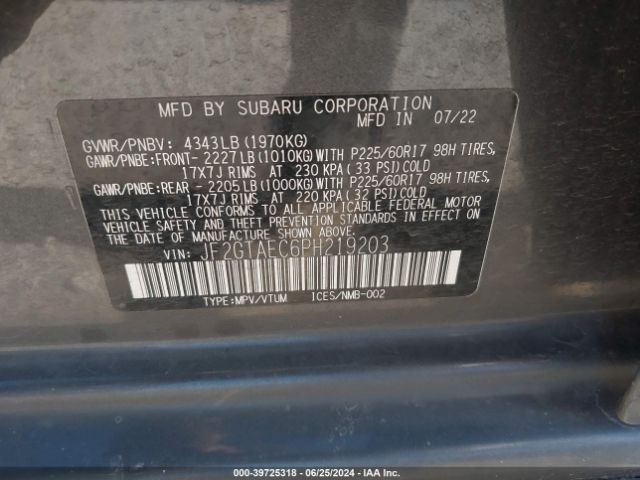 MFD BY SUBARU CORPORATION
MFD IN 07/22
GVWR/PNBV: 4343LB(1970KG)
GAWR/PNBE:FRONT- 2227LB(1010KG)WITH P225/60R17 98H TIRES,
17X7J RIMS AT 230 KPA(33 PSI)COLD
GAWR/PNBE:REAR - 2205LB(1000KG)WITH P225/60R17 98H TIRES,
17X7J RIMS AT 220 KPA(32 PSI)COLD
THIS VEHICLE CONFORMS TO ALL APPLICABLE FEDERAL MOTOR
VEHICLE SAFETY AND THEFT PREVENTION STANDARDS IN EFFECT ON
THE DATE OF MANUFACTURE SHOWN ABOVE.
VIN: JF2GTAEC6PH219203
TYPE:MPV/VTUM ICES/NMB-002
000-39725318 - 06/25/2024 - IAA Inc.